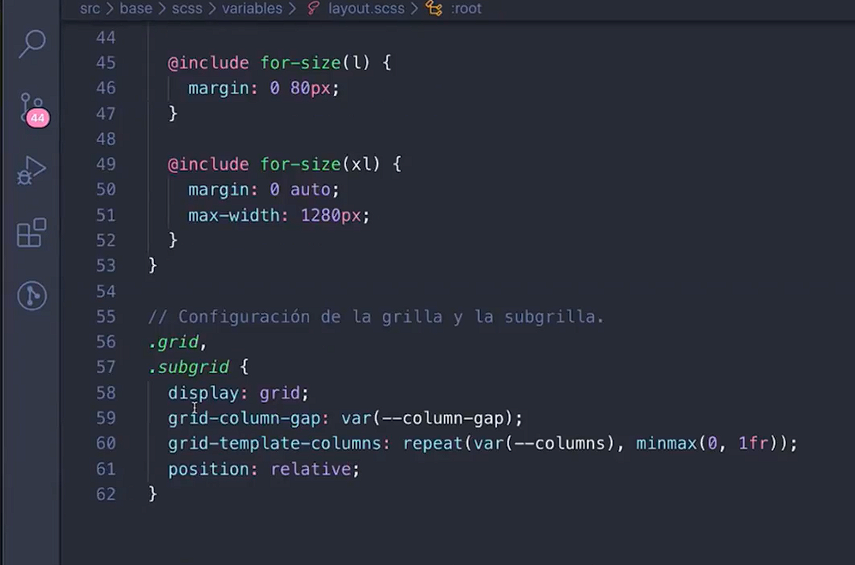 src > base > scss > variables > layout.scss > :root
44
45 @include for-size(l) {
46 margin: 0 80px;
47 }
48
49 @include for-size(xl) {
50 margin: 0 auto;
51 max-width: 1280px;
52 }
53 }
54
55 // Configuración de la grilla y la subgrilla.
56 .grid,
57 .subgrid {
58 display: grid;
59 grid-column-gap: var(--column-gap);
60 grid-template-columns: repeat(var(--columns), minmax(0, 1fr));
61 position: relative;
62 }
44